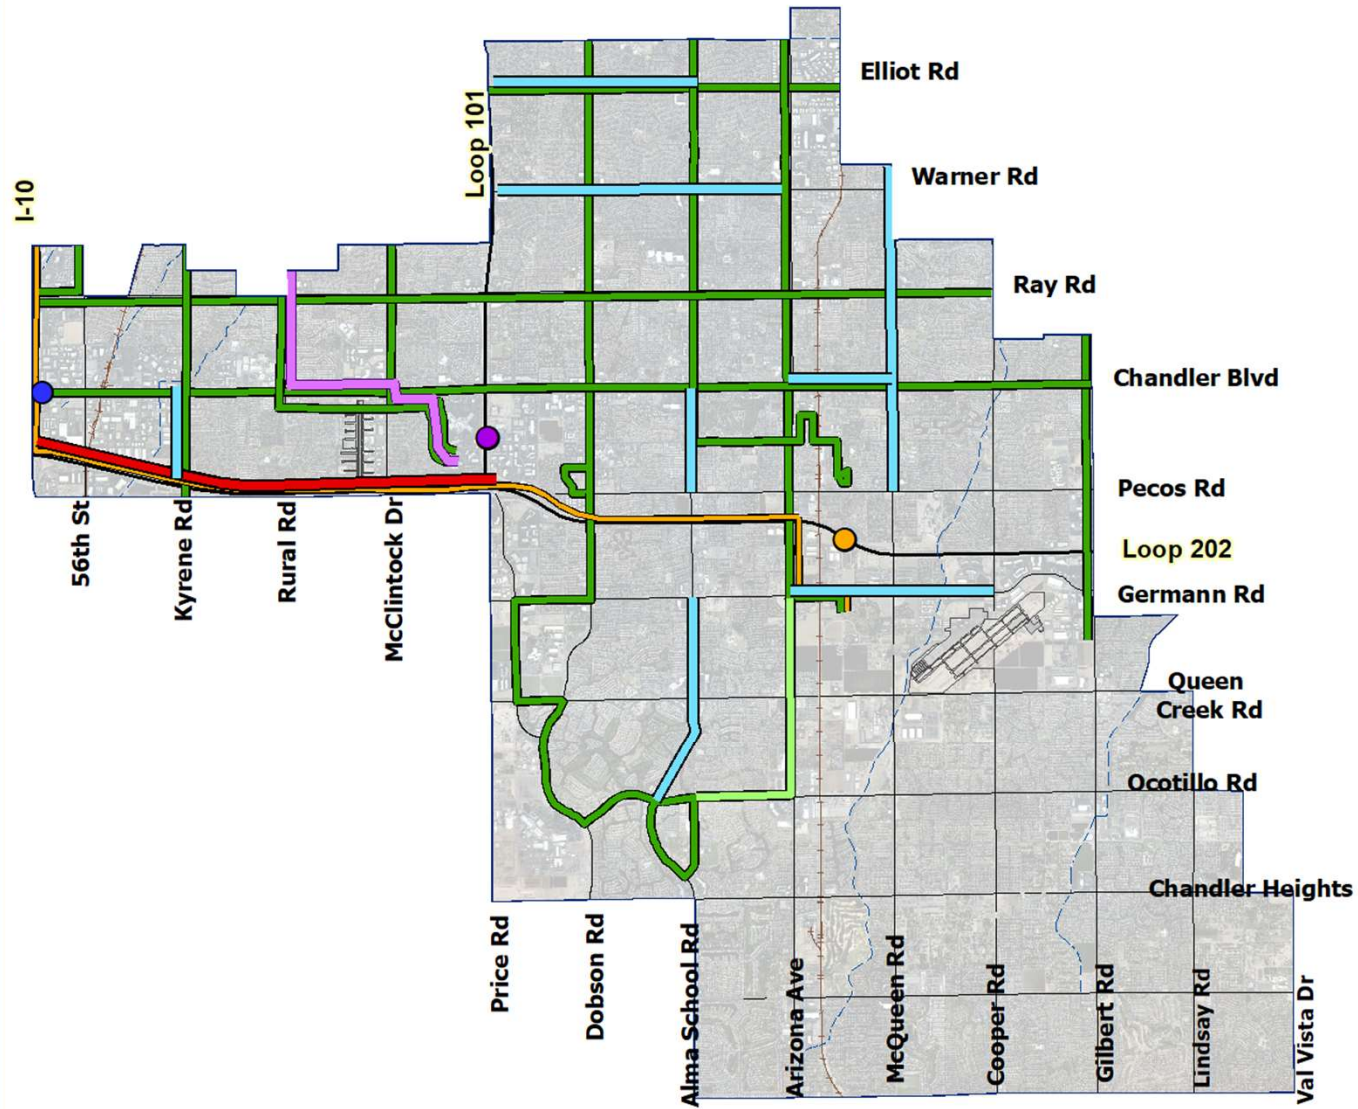 Elliot Rd
Loop 101
Warner Rd
I-10
Ray Rd
Chandler Blvd
Pecos Rd
56th St
Kyrene Rd
Rural Rd
McClintock Dr
Loop 202
Germann Rd
Queen
Creek Rd
Ocotillo Rd
Chandler Heights
Price Rd
Dobson Rd
Alma School Rd
Arizona Ave
McQueen Rd
Cooper Rd
Gilbert Rd
Lindsay Rd
Val Vista Dr